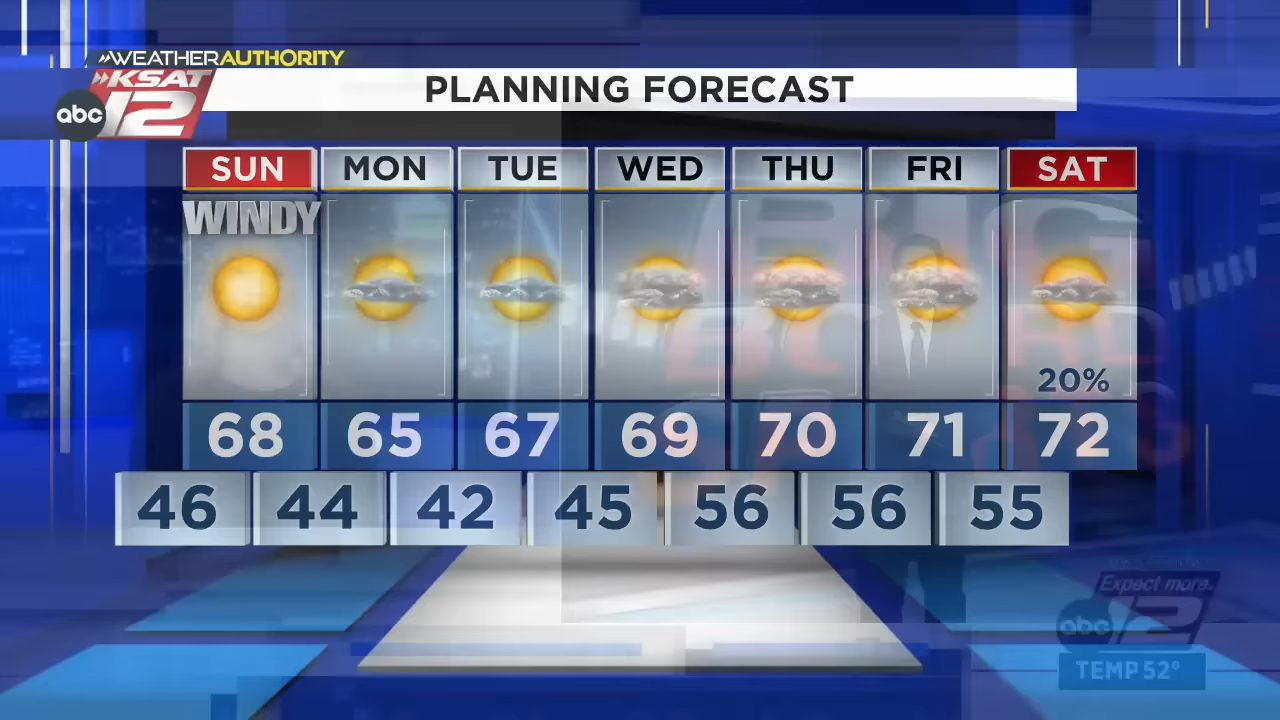 WEATHERAUTHORITY
KSAT
abc 12
PLANNING FORECAST
SUN MON TUE WED THU FRI SAT
WINDY
20%
68 65 67 69 70 71 72
46 44 42 45 56 56 55
Expect more.
abc 12
TEMP 52°